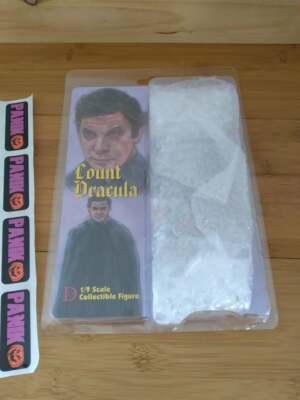 Count
Dracula
D 1/9 Scale
Collectible Figure
PANIK
PANIK
PANIK
PANIK